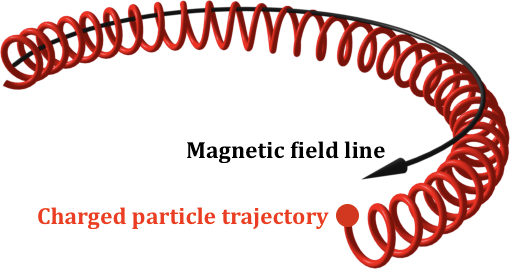 Magnetic field line
Charged particle trajectory